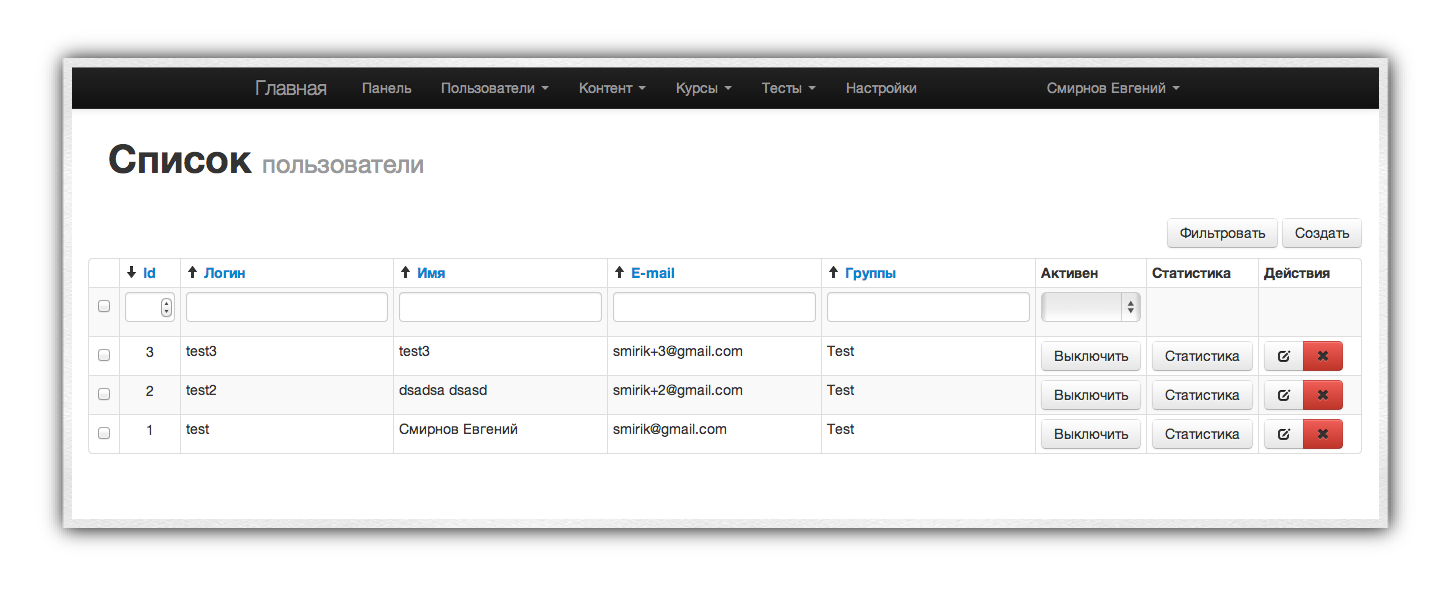 Главная Панель Пользователи Контент Курсы Тесты Настройки Смирнов Евгений
Список пользователи
Фильтровать Создать
Id Логин Имя E-mail Группы Активен Статистика Действия
3 test3 test3 smirik+3@gmail.com Test Выключить Статистика
2 test2 dsadsa dsasd smirik+2@gmail.com Test Выключить Статистика
1 test Смирнов Евгений smirik@gmail.com Test Выключить Статистика